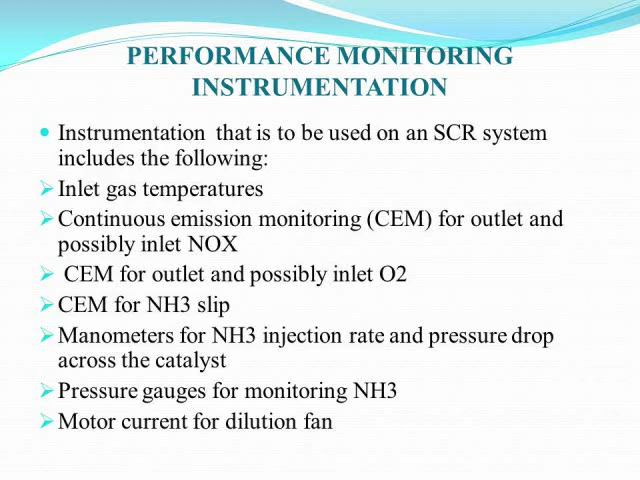 PERFORMANCE MONITORING
INSTRUMENTATION
Instrumentation that is to be used on an SCR system
includes the following:
Inlet gas temperatures
Continuous emission monitoring (CEM) for outlet and
possibly inlet NOX
CEM for outlet and possibly inlet O2
CEM for NH3 slip
Manometers for NH3 injection rate and pressure drop
across the catalyst
Pressure gauges for monitoring NH3
Motor current for dilution fan